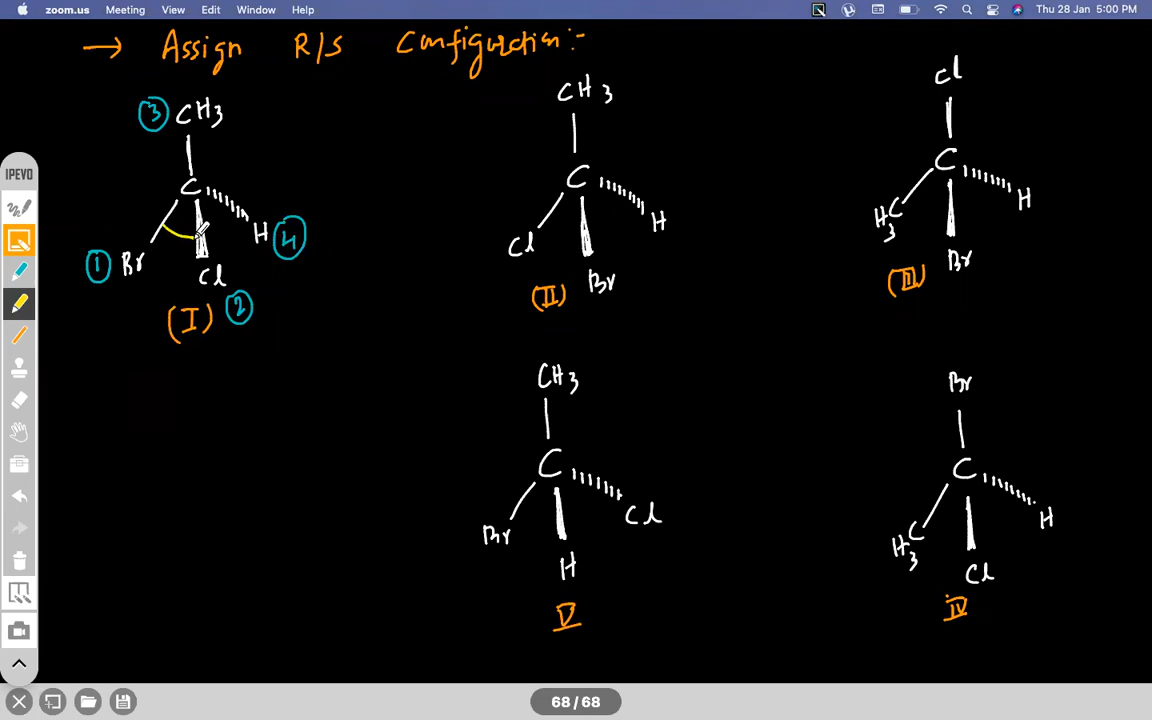 zoom.us Meeting View Edit Window Help Thu 28 Jan 5:00 PM
→ Assign R/S Configuration:-
③ CH3
C
① Br
H ④
Cl
②
(I)
CH3
C
Cl
H
Br
(II)
Cl
C
H3C
H
Br
(III)
CH3
C
Br
Cl
H
V
Br
C
H3C
H
Cl
iv
IPEVO
68 / 68